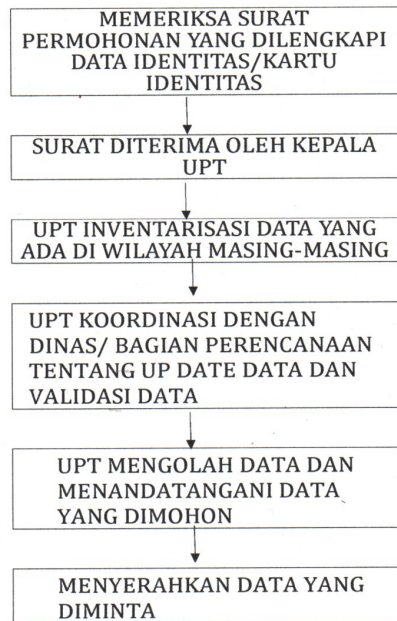 MEMERIKSA SURAT
PERMOHONAN YANG DILENGKAPI
DATA IDENTITAS/KARTU
IDENTITAS
SURAT DITERIMA OLEH KEPALA
UPT
UPT INVENTARISASI DATA YANG
ADA DI WILAYAH MASING-MASING
UPT KOORDINASI DENGAN
DINAS/ BAGIAN PERENCANAAN
TENTANG UP DATE DATA DAN
VALIDASI DATA
UPT MENGOLAH DATA DAN
MENANDATANGANI DATA
YANG DIMOHON
MENYERAHKAN DATA YANG
DIMINTA